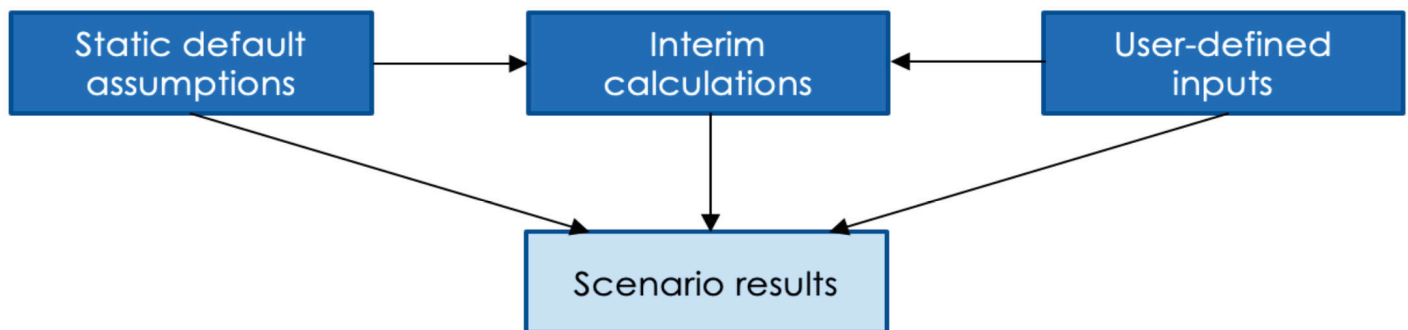 Static default
assumptions
Interim
calculations
User-defined
inputs
Scenario results